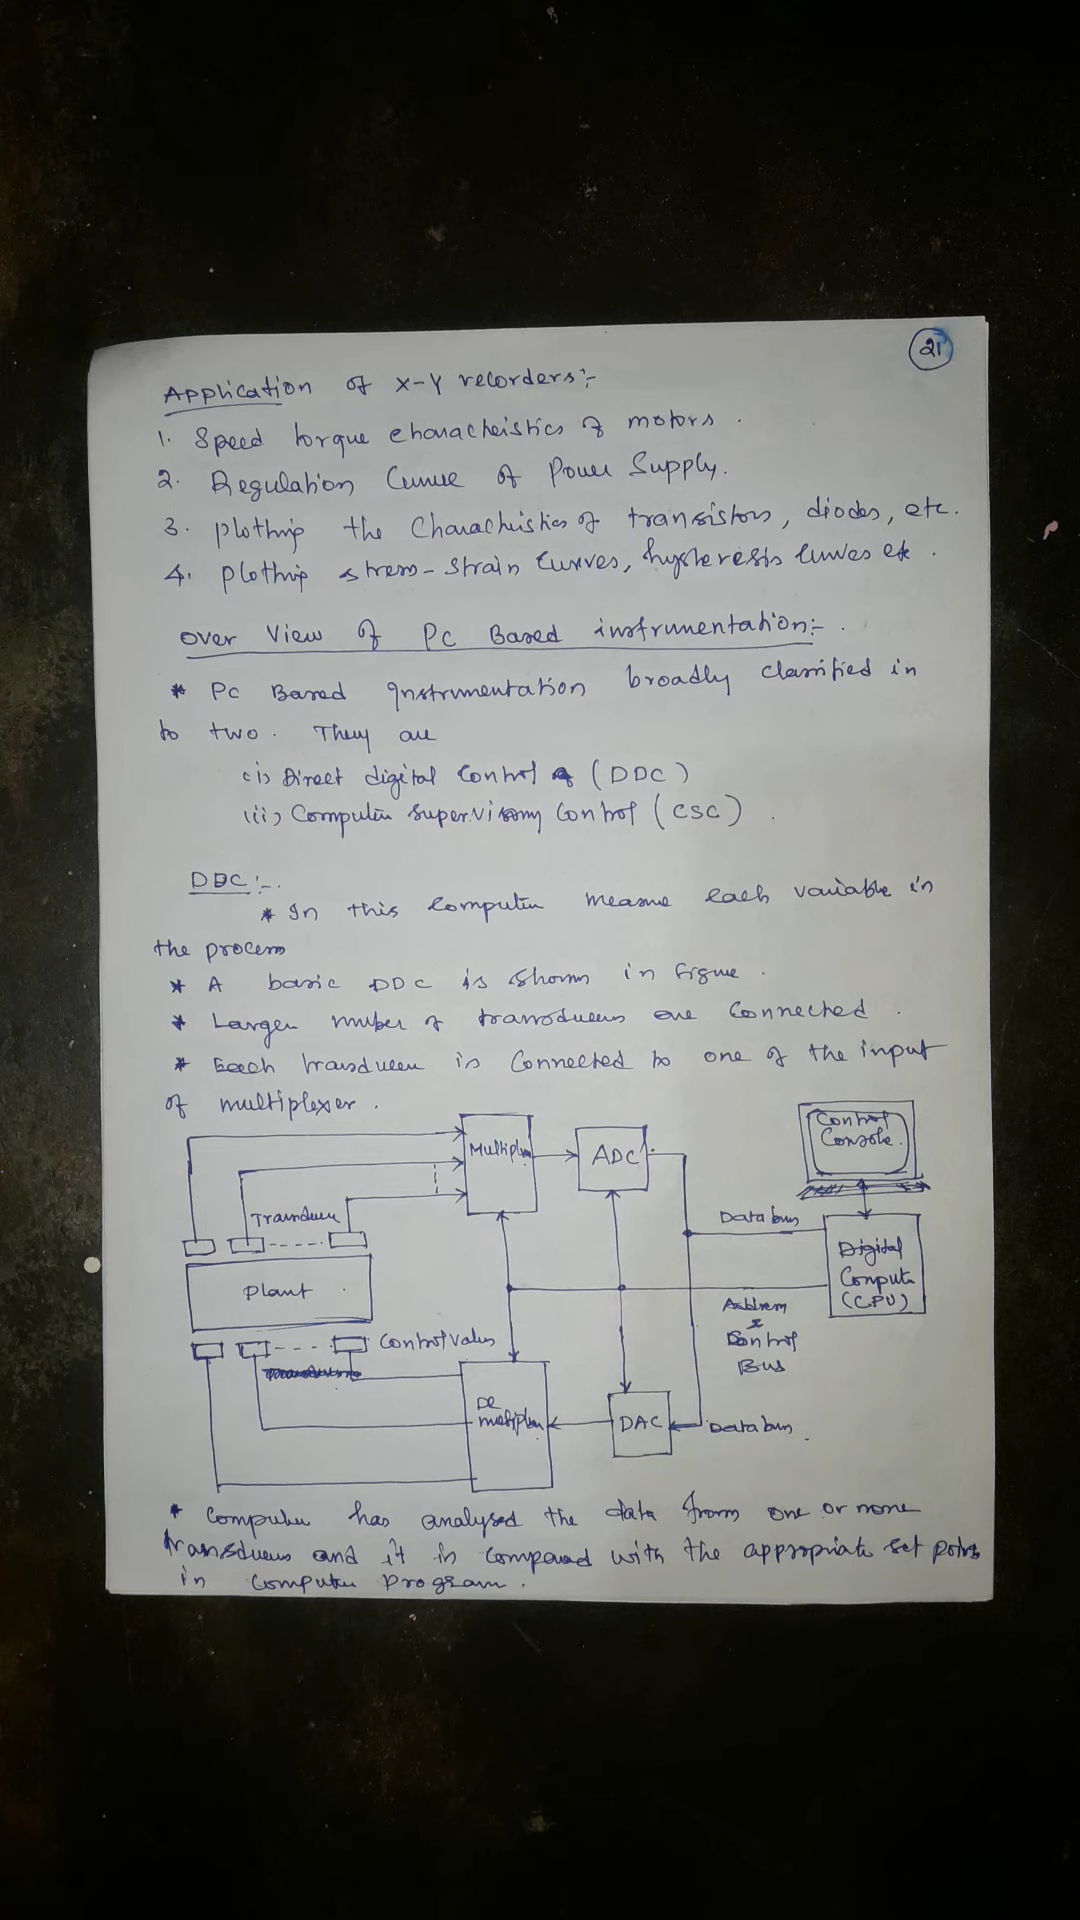 21
Application of X-Y recorders:-
1. Speed torque characteristics of motors.
2. Regulation Curve of Power Supply.
3. plotting the Characteristics of transistors, diodes, etc.
4. plotting stress-strain curves, hysteresis curves etc.
Over View of PC Based instrumentation:-
* PC Based Instrumentation broadly classified in
to two. They are
(i) Direct digital Control (DDC)
(ii) Computer supervisory Control (CSC).
DDC:-
* In this Computer measure each variable in
the process
* A basic DDC is shown in figure.
* Larger number of transducers are Connected.
* Each transducer is Connected to one of the input
of multiplexer.
Control
Console.
Multiplexer
ADC
Transducer
Data bus
Digital
Computer
(CPU)
Plant
Address
&
Control
Bus
Control valves
De
multiplexer
DAC
Data bus
* Computer has analysed the data from one or more
transducers and it is compared with the appropriate set points
in Computer program.